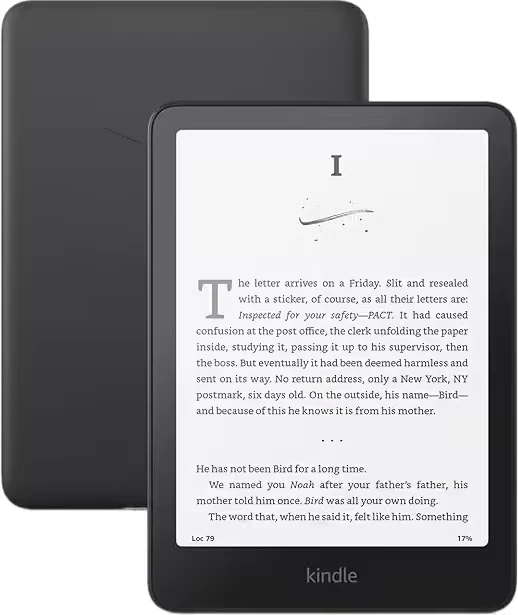 I
The letter arrives on a Friday. Slit and resealed
with a sticker, of course, as all their letters are:
Inspected for your safety—PACT. It had caused
confusion at the post office, the clerk unfolding the paper
inside, studying it, passing it up to his supervisor, then
the boss. But eventually it had been deemed harmless and
sent on its way. No return address, only a New York, NY
postmark, six days old. On the outside, his name—Bird—
and because of this he knows it is from his mother.
. . .
He has not been Bird for a long time.
We named you Noah after your father's father, his
mother told him once. Bird was all your own doing.
The word that, when he said it, felt like him. Something
Loc 79 17%
kindle